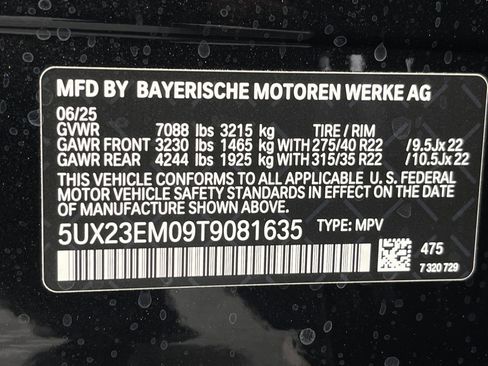 MFD BY BAYERISCHE MOTOREN WERKE AG
06/25
GVWR 7088 lbs 3215 kg TIRE / RIM
GAWR FRONT 3230 lbs 1465 kg WITH 275/40 R22 /9.5Jx22
GAWR REAR 4244 lbs 1925 kg WITH 315/35 R22 /10.5Jx22
THIS VEHICLE CONFORMS TO ALL APPLICABLE U. S. FEDERAL
MOTOR VEHICLE SAFETY STANDARDS IN EFFECT ON THE DATE
OF MANUFACTURE SHOWN ABOVE.
5UX23EM09T9081635 TYPE: MPV
475
7 320 729